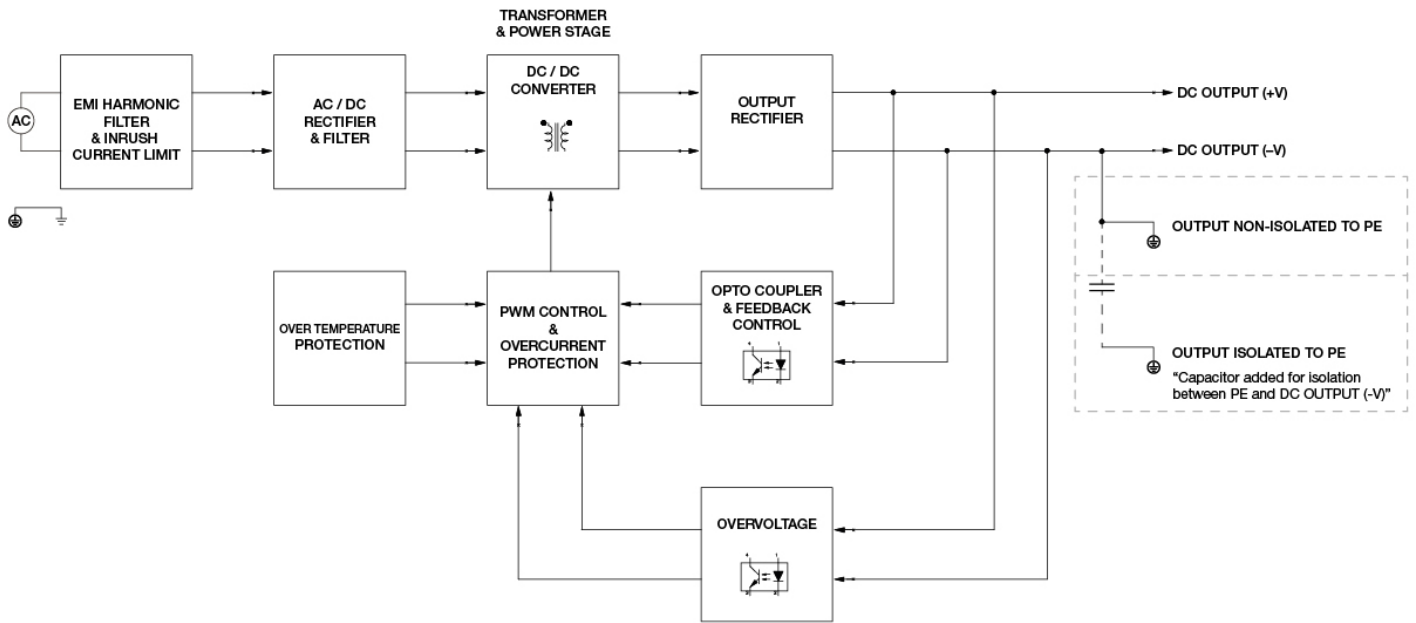 TRANSFORMER
& POWER STAGE
AC
EMI HARMONIC
FILTER
& INRUSH
CURRENT LIMIT
AC / DC
RECTIFIER
& FILTER
DC / DC
CONVERTER
OUTPUT
RECTIFIER
DC OUTPUT (+V)
DC OUTPUT (–V)
OUTPUT NON-ISOLATED TO PE
OVER TEMPERATURE
PROTECTION
PWM CONTROL
&
OVERCURRENT
PROTECTION
OPTO COUPLER
& FEEDBACK
CONTROL
OUTPUT ISOLATED TO PE
“Capacitor added for isolation
between PE and DC OUTPUT (-V)”
OVERVOLTAGE